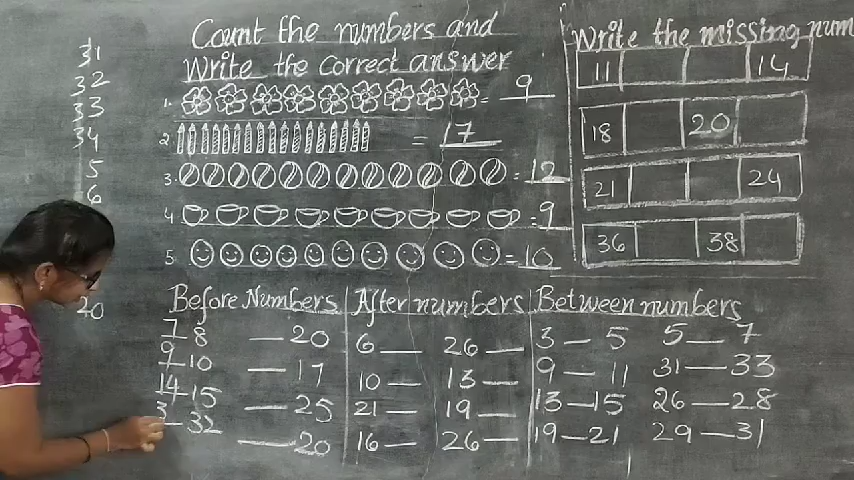 31
32
33
34
5
6
20
Count the numbers and
Write the correct answer
1. = 9
2 = 17
3. = 12
4 = 9
5 = 10
Write the missing num
11 14
18 20
21 24
36 38
Before Numbers
7 8 — 20
9 10 — 17
14 15 — 25
3 — 32 — 20
After numbers
6 — 26 —
10 — 13 —
21 — 19 —
16 — 26 —
Between numbers
3 — 5 5 — 7
9 — 11 31 — 33
13 — 15 26 — 28
19 — 21 29 — 31